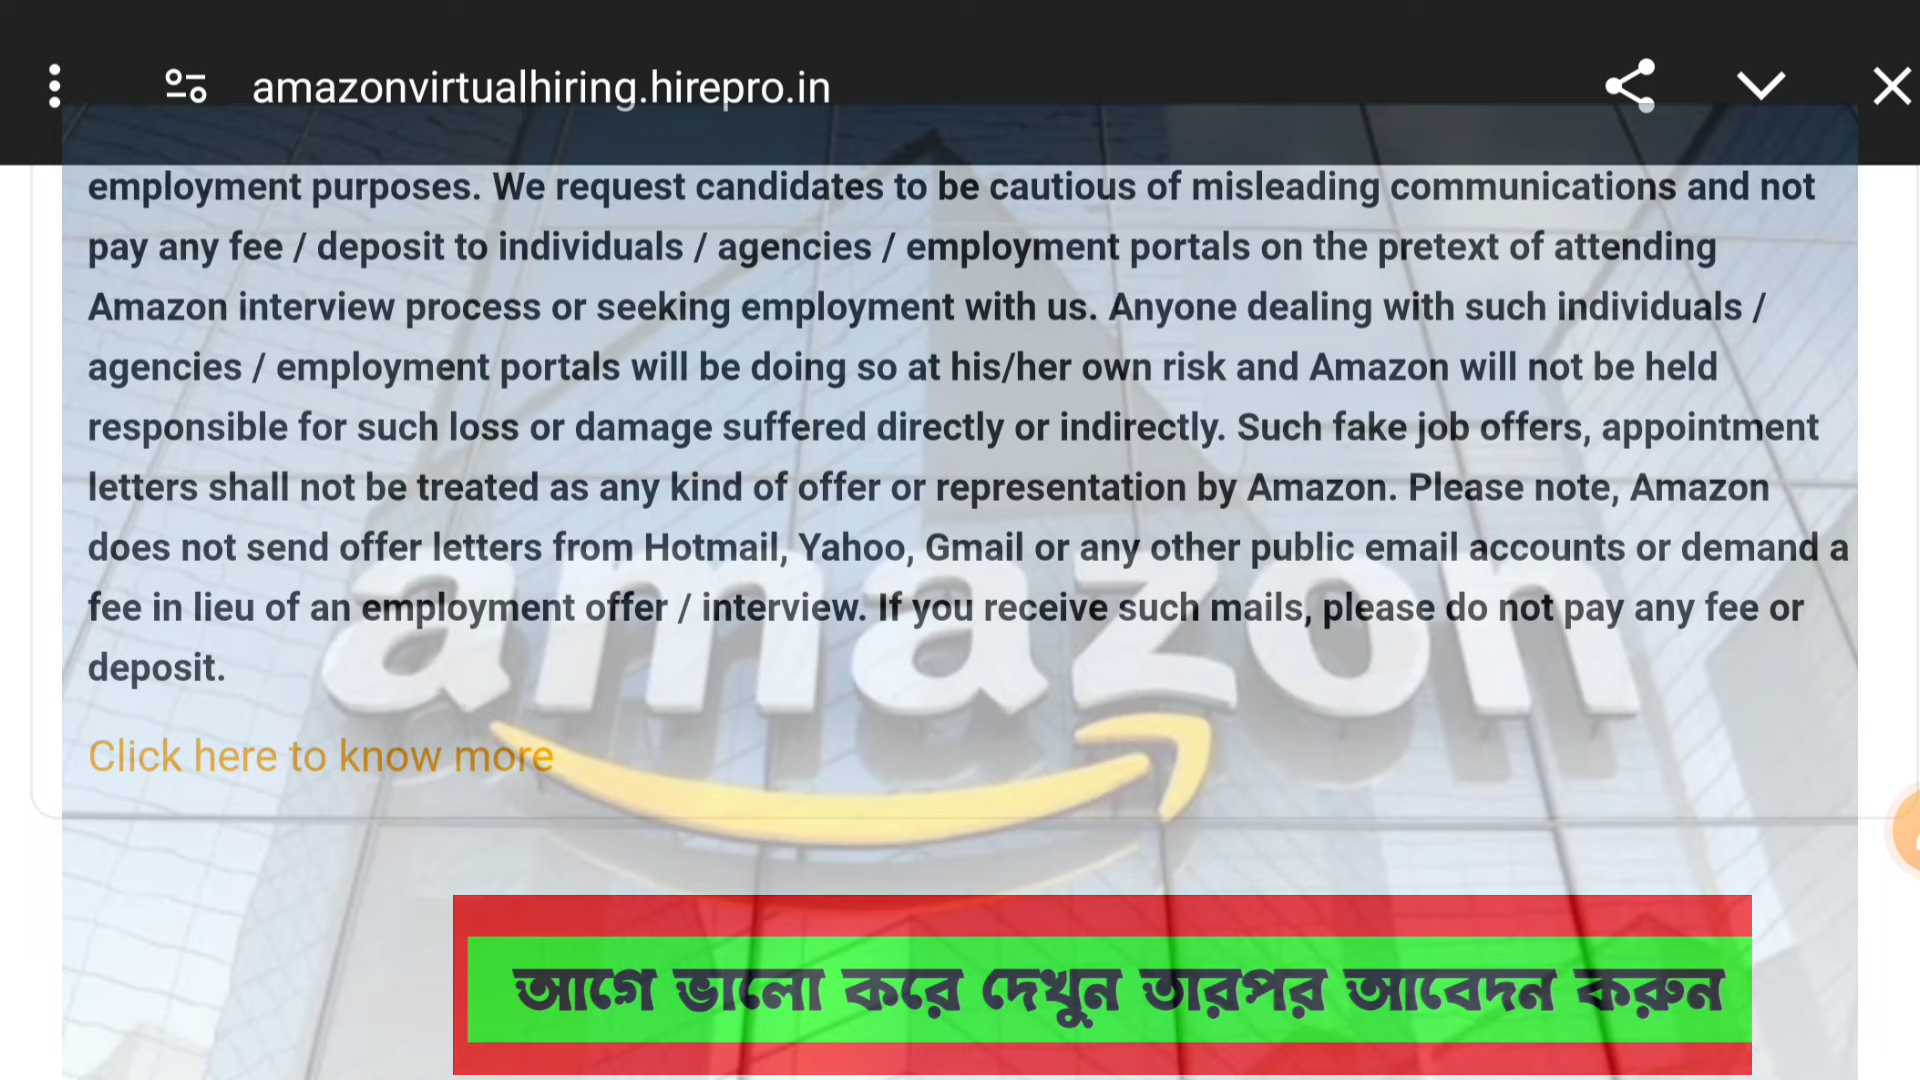 amazonvirtualhiring.hirepro.in
employment purposes. We request candidates to be cautious of misleading communications and not
pay any fee / deposit to individuals / agencies / employment portals on the pretext of attending
Amazon interview process or seeking employment with us. Anyone dealing with such individuals /
agencies / employment portals will be doing so at his/her own risk and Amazon will not be held
responsible for such loss or damage suffered directly or indirectly. Such fake job offers, appointment
letters shall not be treated as any kind of offer or representation by Amazon. Please note, Amazon
does not send offer letters from Hotmail, Yahoo, Gmail or any other public email accounts or demand a
fee in lieu of an employment offer / interview. If you receive such mails, please do not pay any fee or
deposit.
amazon
Click here to know more
আগে ভালো করে দেখুন তারপর আবেদন করুন